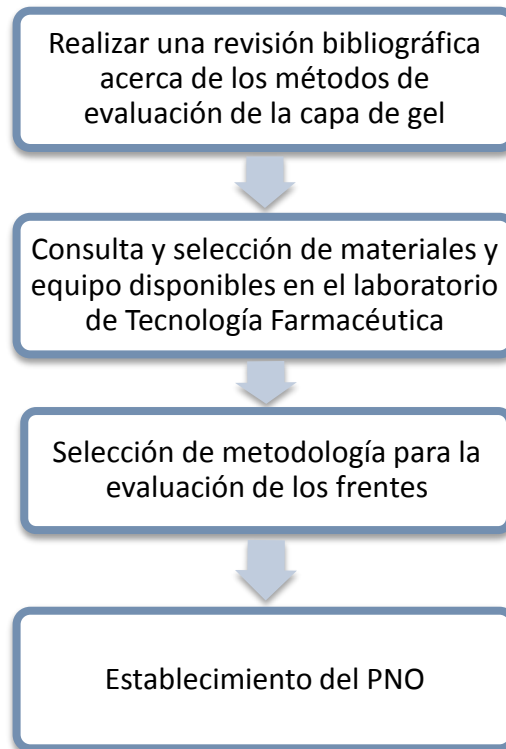 Realizar una revisión bibliográfica
acerca de los métodos de
evaluación de la capa de gel
Consulta y selección de materiales y
equipo disponibles en el laboratorio
de Tecnología Farmacéutica
Selección de metodología para la
evaluación de los frentes
Establecimiento del PNO